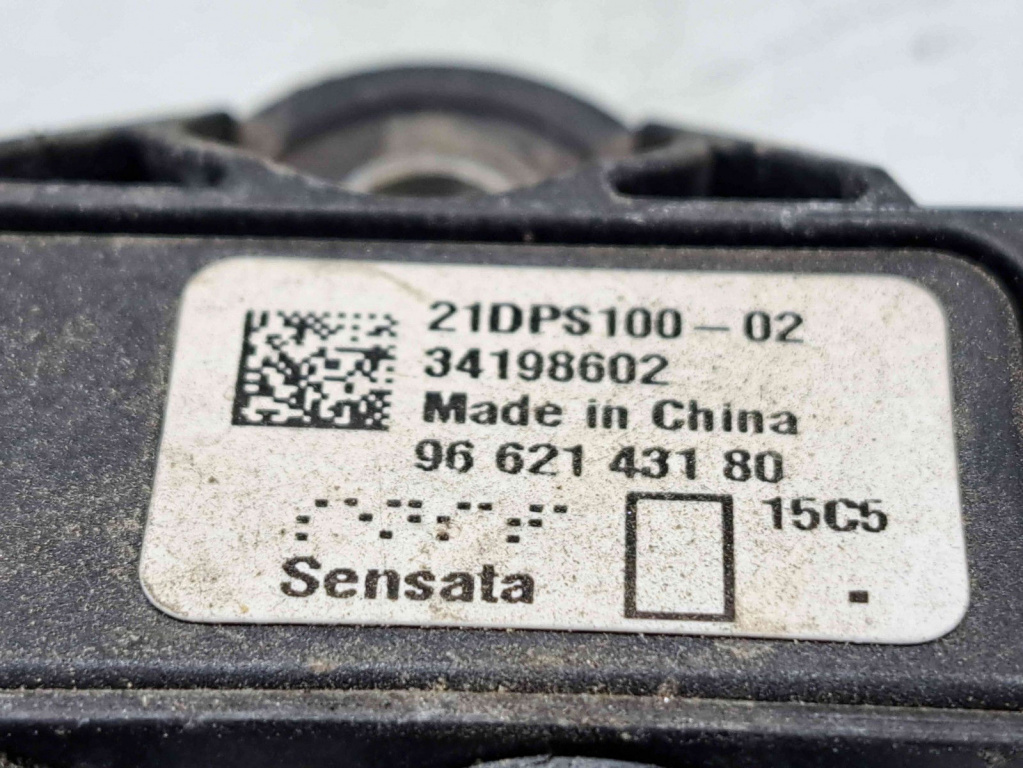 21DPS100-02
34198602
Made in China
96 621 431 80
15C5
Sensata